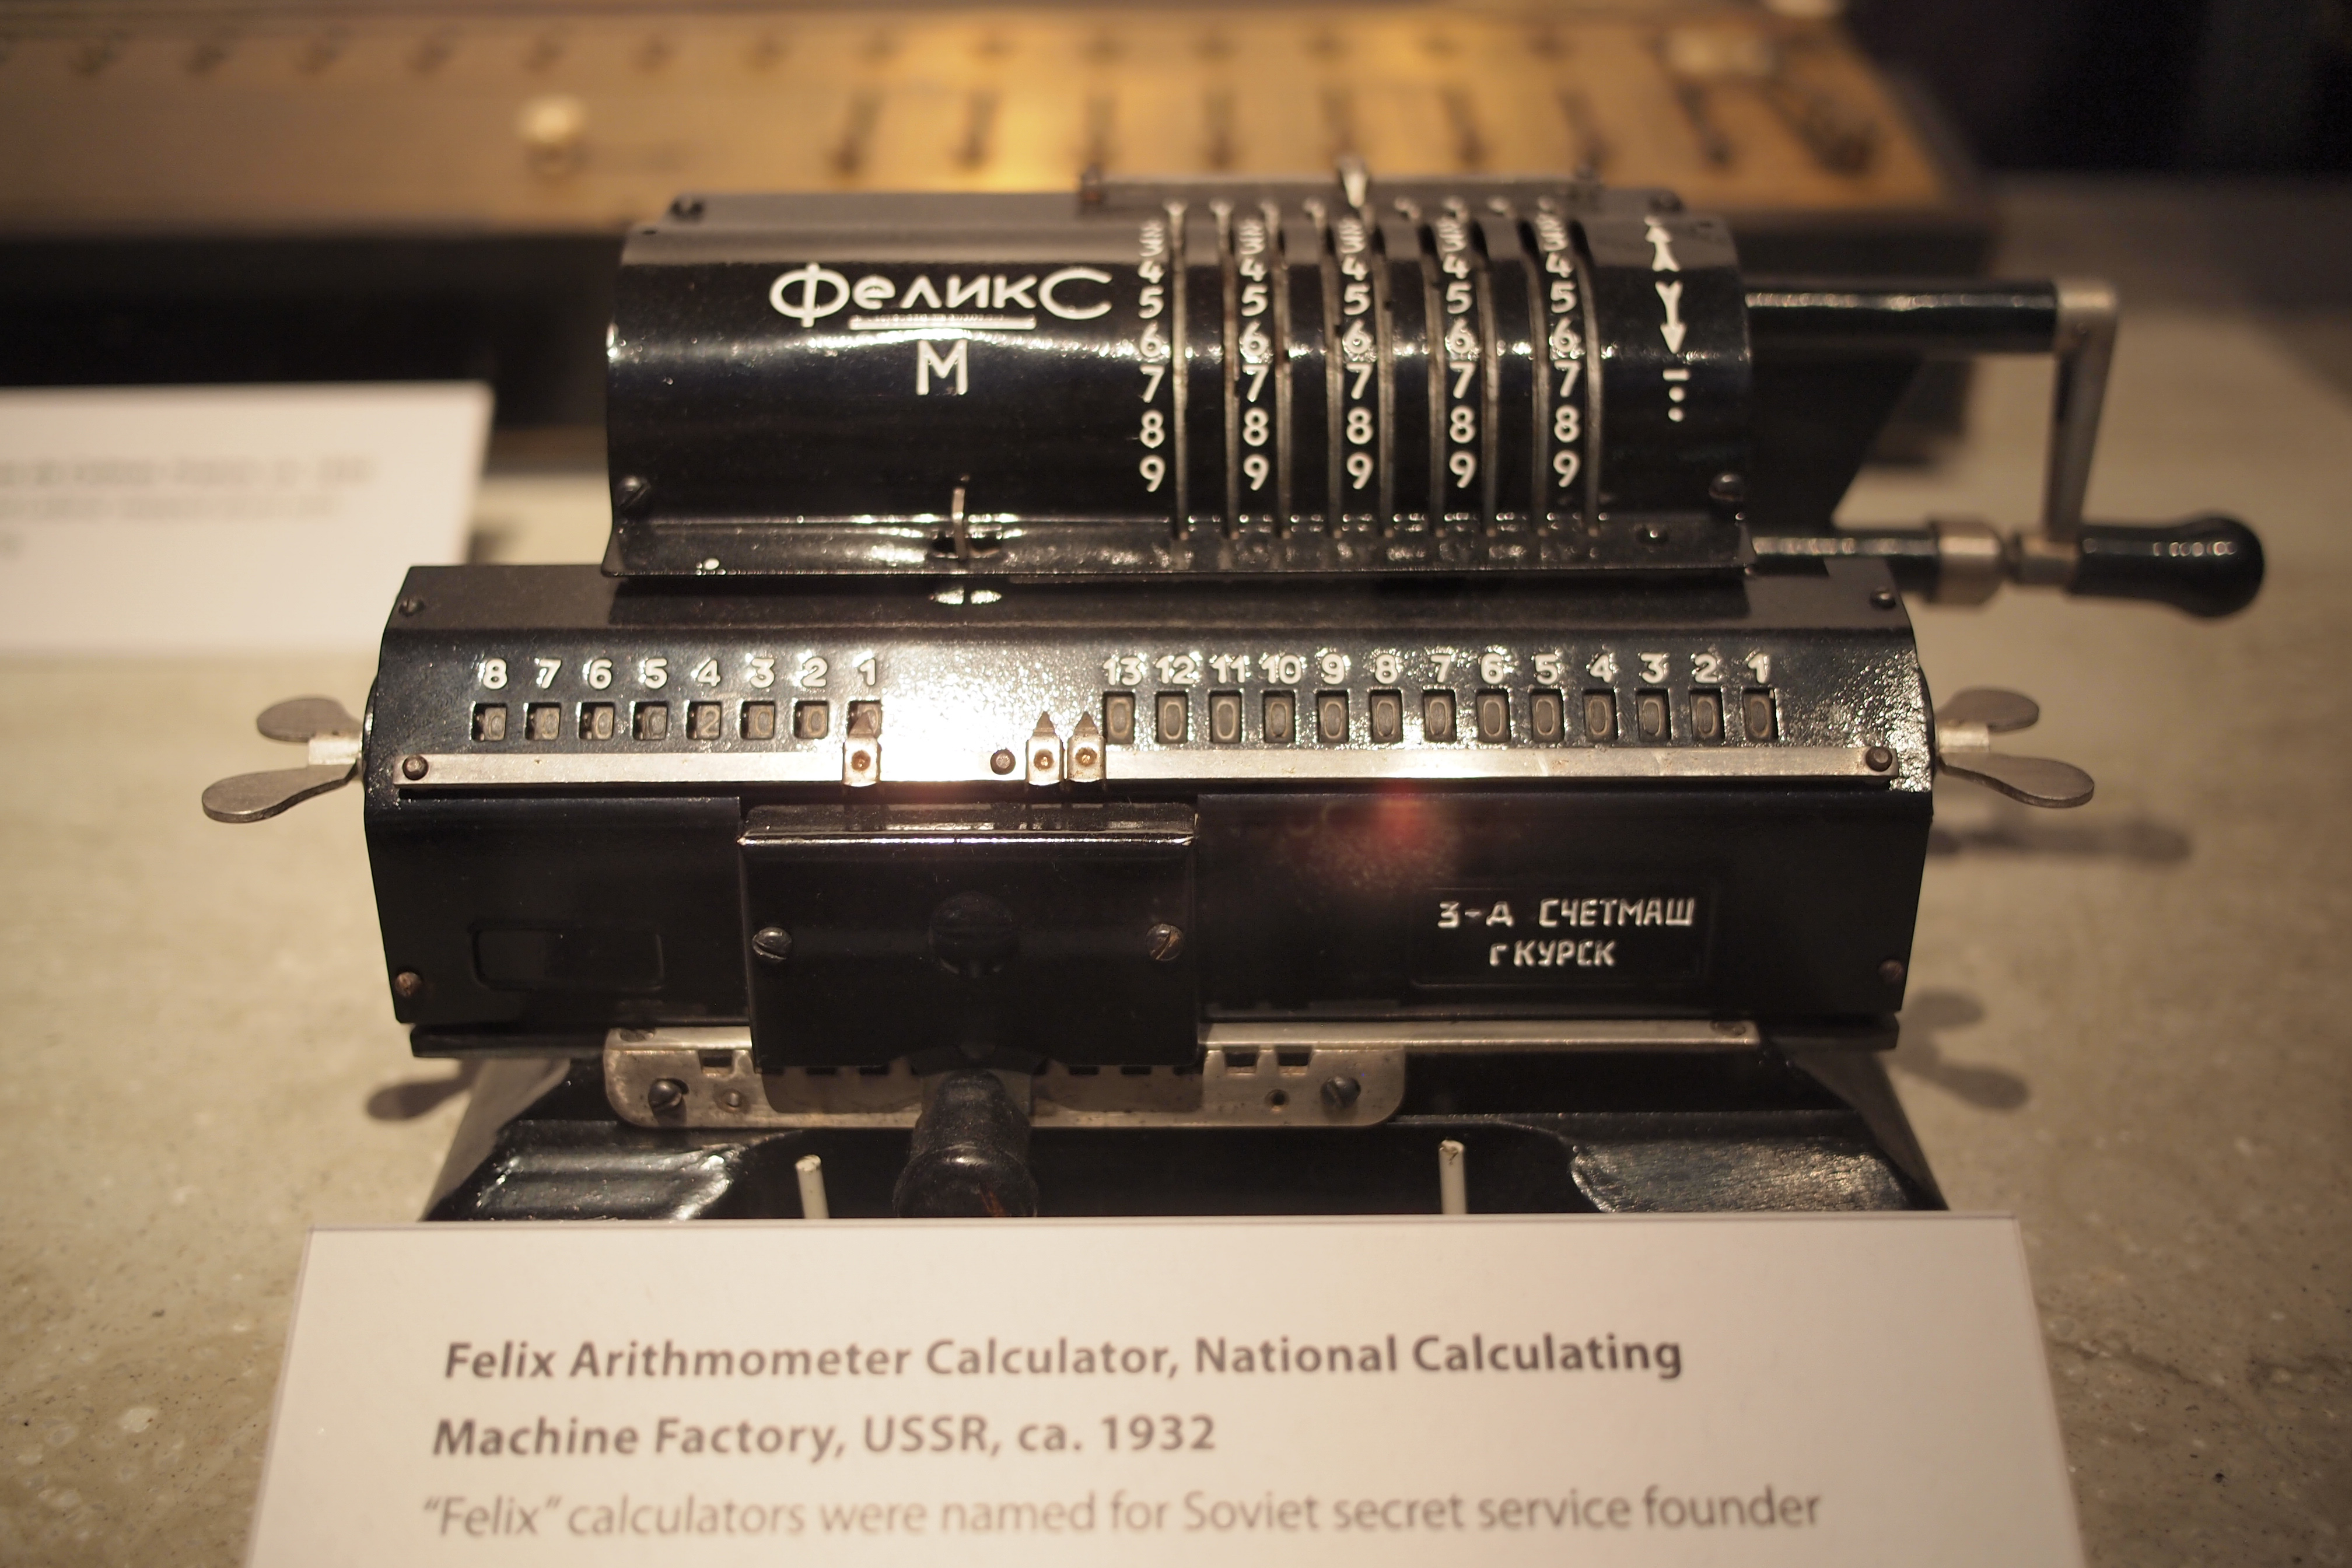 ФеликС
М
3 3 3 3 3
4 4 4 4 4
5 5 5 5 5
6 6 6 6 6
7 7 7 7 7
8 8 8 8 8
9 9 9 9 9
8 7 6 5 4 3 2 1 13 12 11 10 9 8 7 6 5 4 3 2 1
0 0 0 0 2 0 0 0 0 0 0 0 0 0 0 0 0 0 0 0
З-Д СЧЕТМАШ
г КУРСК
Felix Arithmometer Calculator, National Calculating
Machine Factory, USSR, ca. 1932
“Felix” calculators were named for Soviet secret service founder